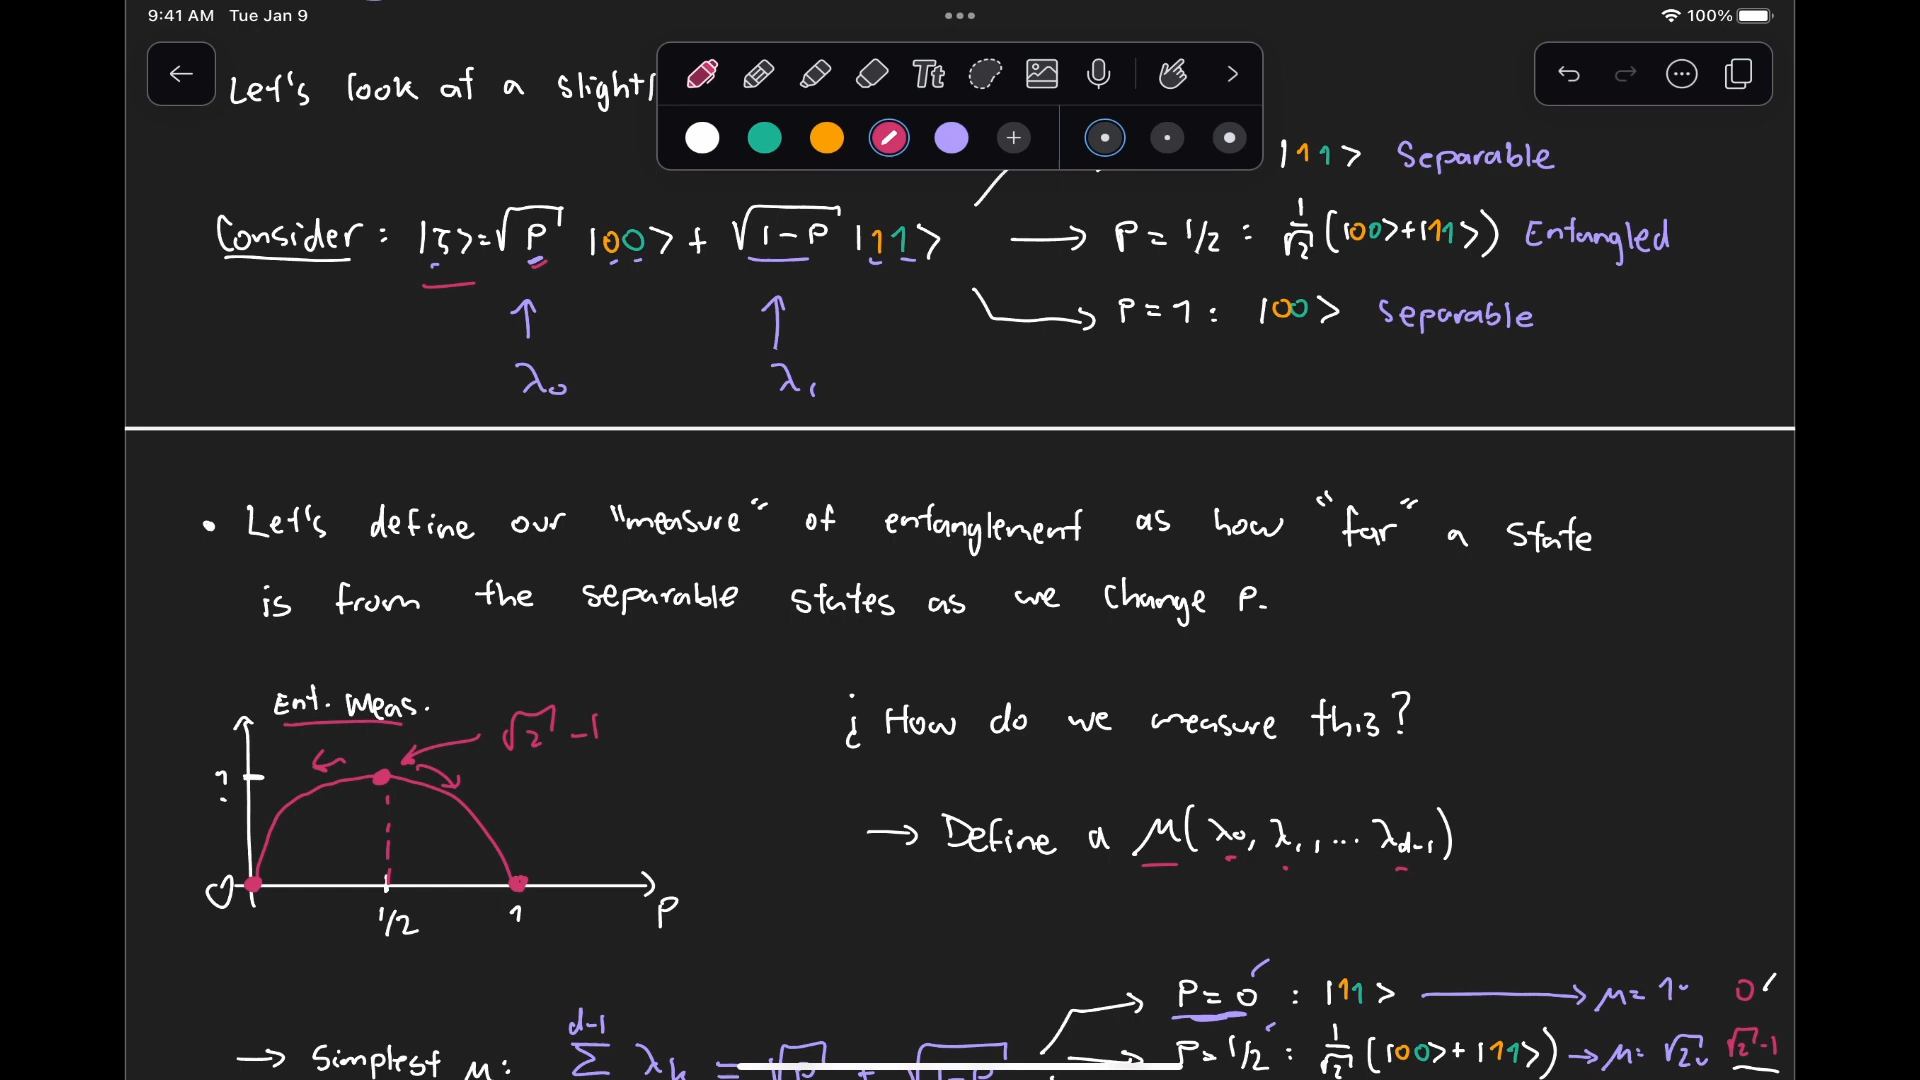 9:41 AM Tue Jan 9
100%
Let's look at a slightl
Tt
|11> Separable
Consider: |ξ>=√P |00> + √1-P |11>
→ P = 1/2 : 1/√2 (|00>+|11>) Entangled
→ P = 1 : |00> Separable
λ₀ λ₁
• Let's define our "measure" of entanglement as how "far" a state
is from the separable states as we change P.
Ent. Meas.
√2 -1
?
0 1/2 1 P
¿ How do we measure this?
→ Define a μ(λ₀, λ₁, ... λd-1)
P = 0 : |11> → μ= 1 0
→ Simplest μ: d-1 Σ λk = √P + √1-P
P= 1/2 : 1/√2 (|00>+|11>) → μ= √2 √2-1